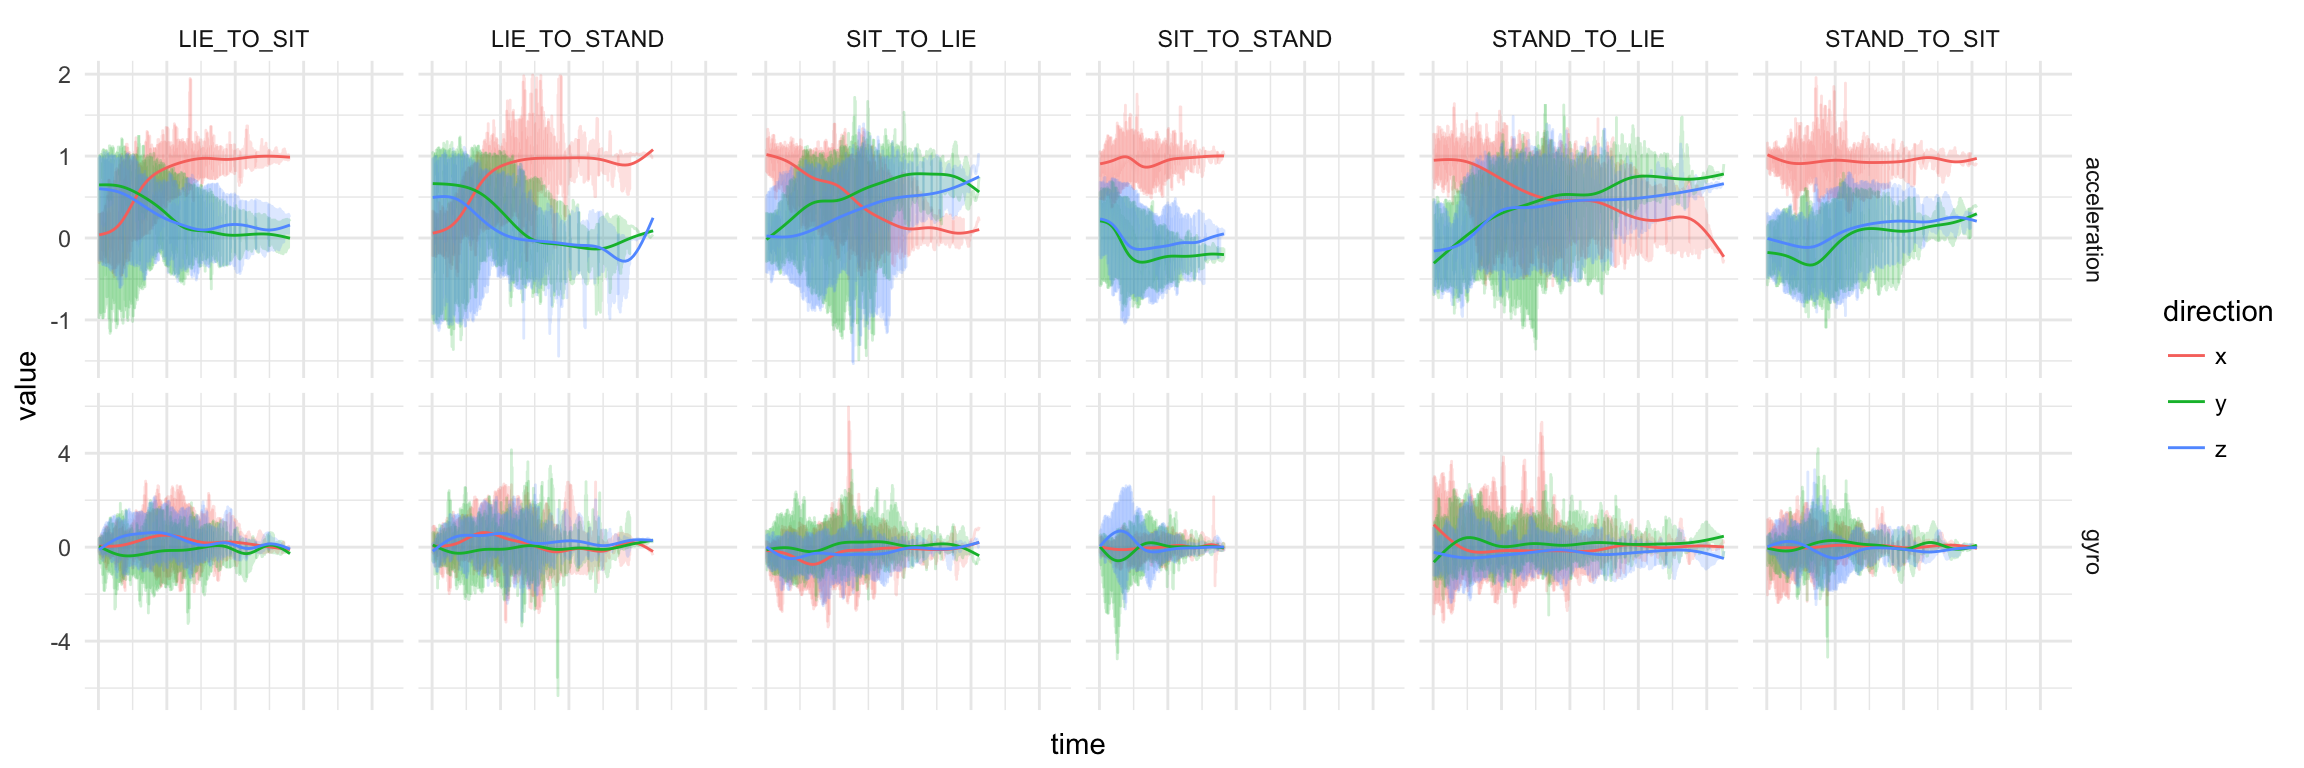 LIE_TO_SIT LIE_TO_STAND SIT_TO_LIE SIT_TO_STAND STAND_TO_LIE STAND_TO_SIT
2
1
0
-1
acceleration
value
4
0
-4
gyro
time
direction
x
y
z